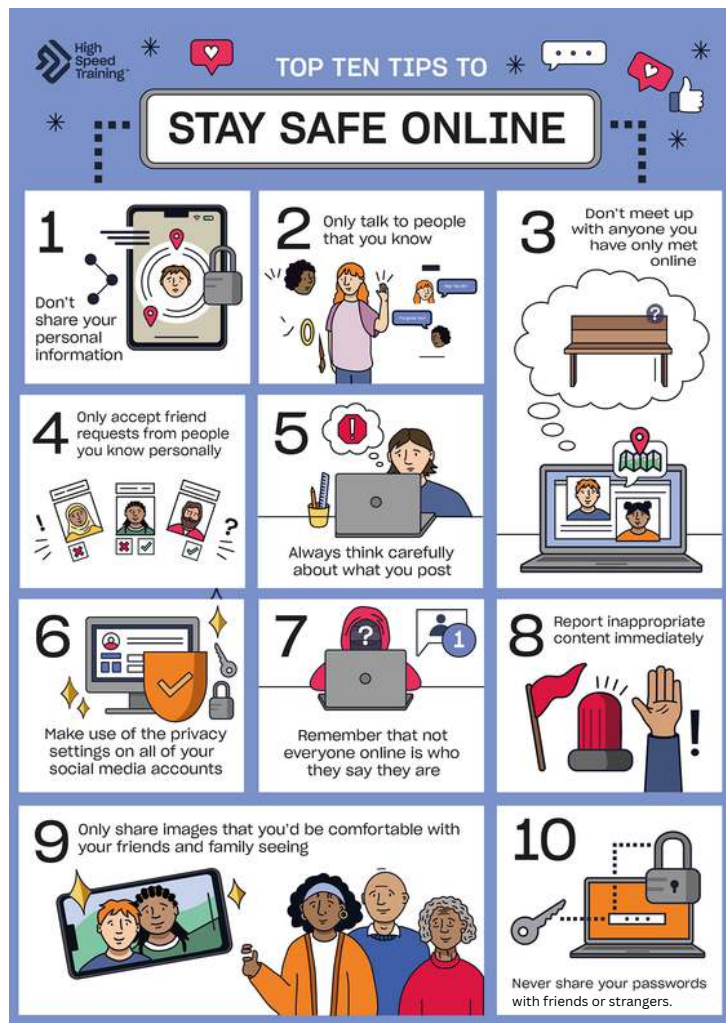 High
Speed
Training™
TOP TEN TIPS TO
STAY SAFE ONLINE
1
Don't
share your
personal
information
2
Only talk to people
that you know
3
Don't meet up
with anyone you
have only met
online
?
4
Only accept friend
requests from people
you know personally
!
?
5
!
Always think carefully
about what you post
6
Make use of the privacy
settings on all of your
social media accounts
7
?
1
Remember that not
everyone online is who
they say they are
8
Report inappropriate
content immediately
!
9
Only share images that you'd be comfortable with
your friends and family seeing
10
Never share your passwords
with friends or strangers.